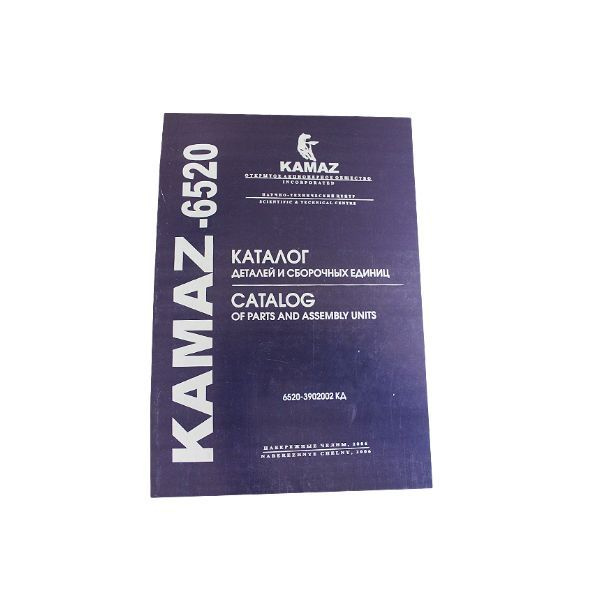 KAMAZ-6520
KAMAZ
ОТКРЫТОЕ АКЦИОНЕРНОЕ ОБЩЕСТВО
INCORPORATED
НАУЧНО-ТЕХНИЧЕСКИЙ ЦЕНТР
SCIENTIFIC & TECHNICAL CENTRE
КАТАЛОГ
ДЕТАЛЕЙ И СБОРОЧНЫХ ЕДИНИЦ
CATALOG
OF PARTS AND ASSEMBLY UNITS
6520-3902002 КД
НАБЕРЕЖНЫЕ ЧЕЛНЫ, 2006
NABEREZHNYE CHELNY, 2006